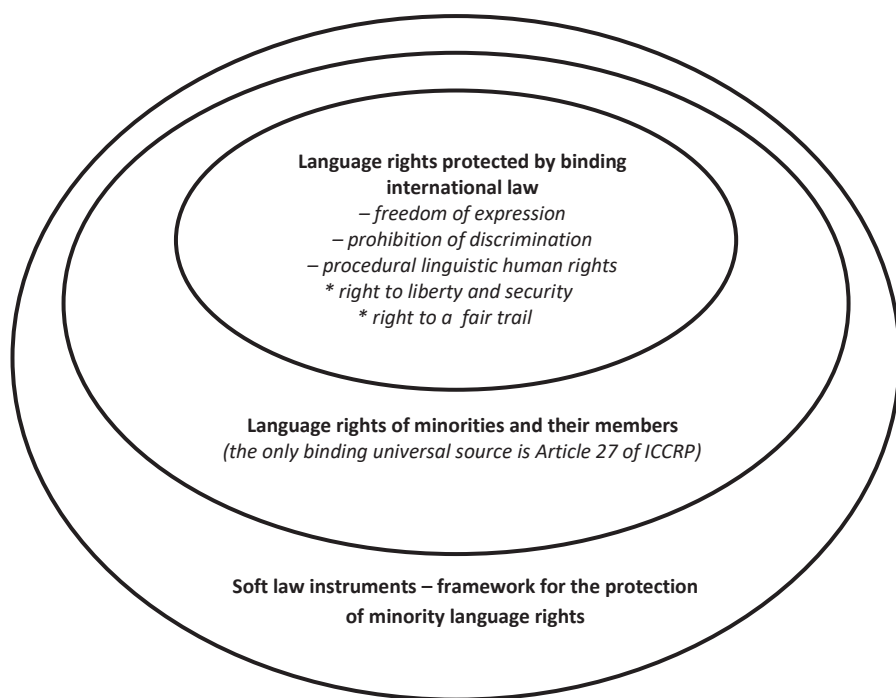 Language rights protected by binding
international law
– freedom of expression
– prohibition of discrimination
– procedural linguistic human rights
* right to liberty and security
* right to a fair trail
Language rights of minorities and their members
(the only binding universal source is Article 27 of ICCRP)
Soft law instruments – framework for the protection
of minority language rights